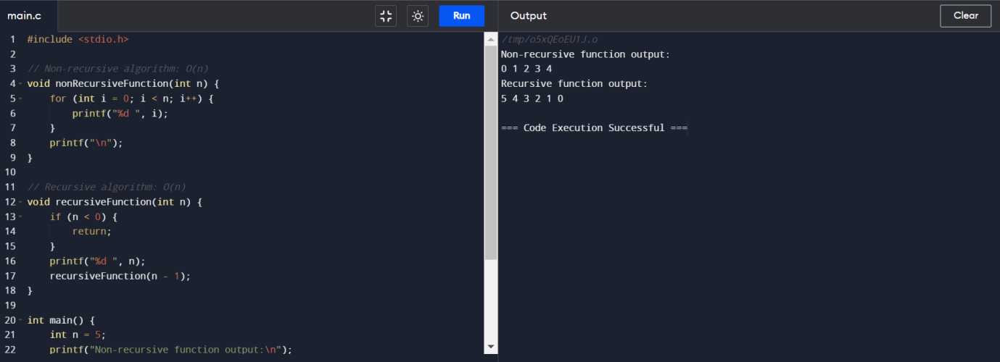 main.c Run Output Clear
1 #include <stdio.h>
2
3 // Non-recursive algorithm: O(n)
4 void nonRecursiveFunction(int n) {
5     for (int i = 0; i < n; i++) {
6         printf("%d ", i);
7     }
8     printf("\n");
9 }
10
11 // Recursive algorithm: O(n)
12 void recursiveFunction(int n) {
13     if (n < 0) {
14         return;
15     }
16     printf("%d ", n);
17     recursiveFunction(n - 1);
18 }
19
20 int main() {
21     int n = 5;
22     printf("Non-recursive function output:\n");
/tmp/o5xQEoEU1J.o
Non-recursive function output:
0 1 2 3 4
Recursive function output:
5 4 3 2 1 0
=== Code Execution Successful ===